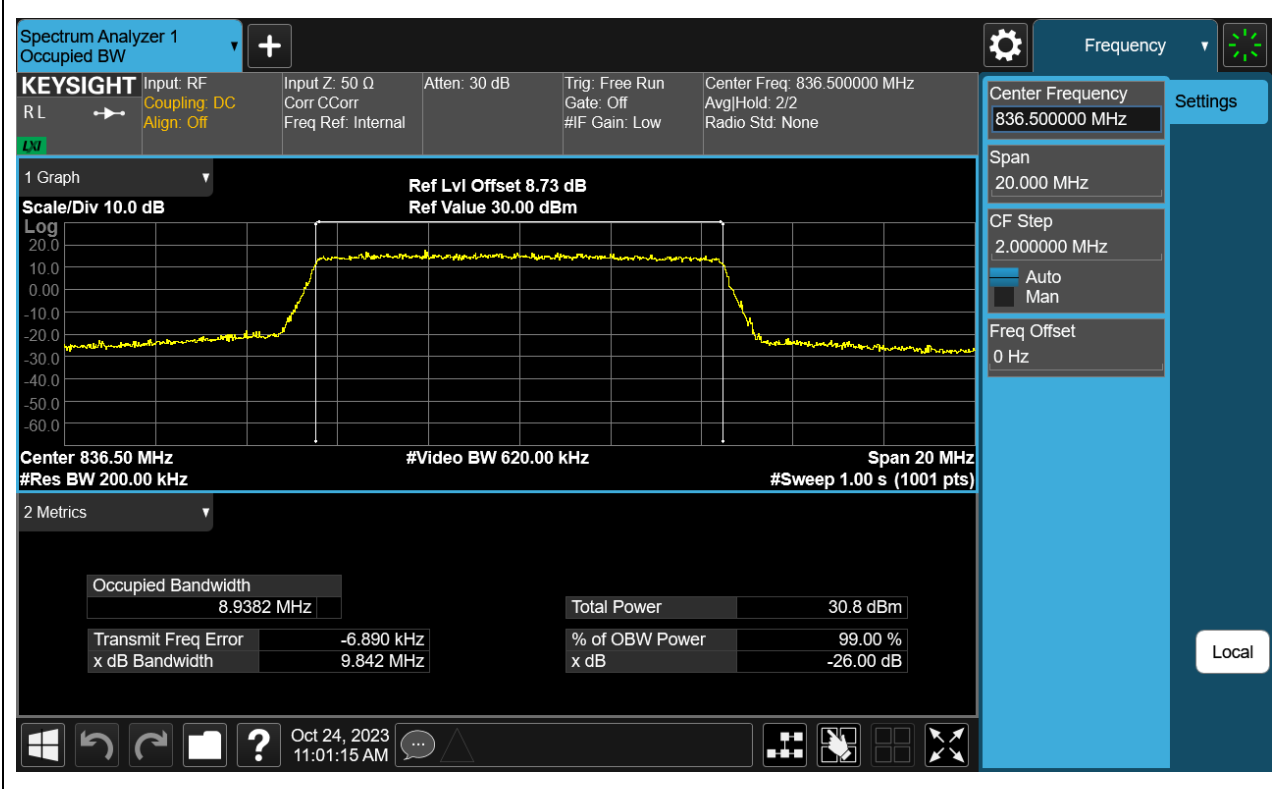 Spectrum Analyzer 1
Occupied BW
Frequency
KEYSIGHT
R L
LXI
Input: RF
Coupling: DC
Align: Off
Input Z: 50 Ω
Corr CCorr
Freq Ref: Internal
Atten: 30 dB
Trig: Free Run
Gate: Off
#IF Gain: Low
Center Freq: 836.500000 MHz
Avg|Hold: 2/2
Radio Std: None
Center Frequency
836.500000 MHz
Settings
Span
20.000 MHz
CF Step
2.000000 MHz
Auto
Man
Freq Offset
0 Hz
Local
1 Graph
Scale/Div 10.0 dB
Ref Lvl Offset 8.73 dB
Ref Value 30.00 dBm
Log
20.0
10.0
0.00
-10.0
-20.0
-30.0
-40.0
-50.0
-60.0
Center 836.50 MHz
#Video BW 620.00 kHz
Span 20 MHz
#Res BW 200.00 kHz
#Sweep 1.00 s (1001 pts)
2 Metrics
Occupied Bandwidth
8.9382 MHz
Total Power 30.8 dBm
Transmit Freq Error -6.890 kHz
% of OBW Power 99.00 %
x dB Bandwidth 9.842 MHz
x dB -26.00 dB
?
Oct 24, 2023
11:01:15 AM